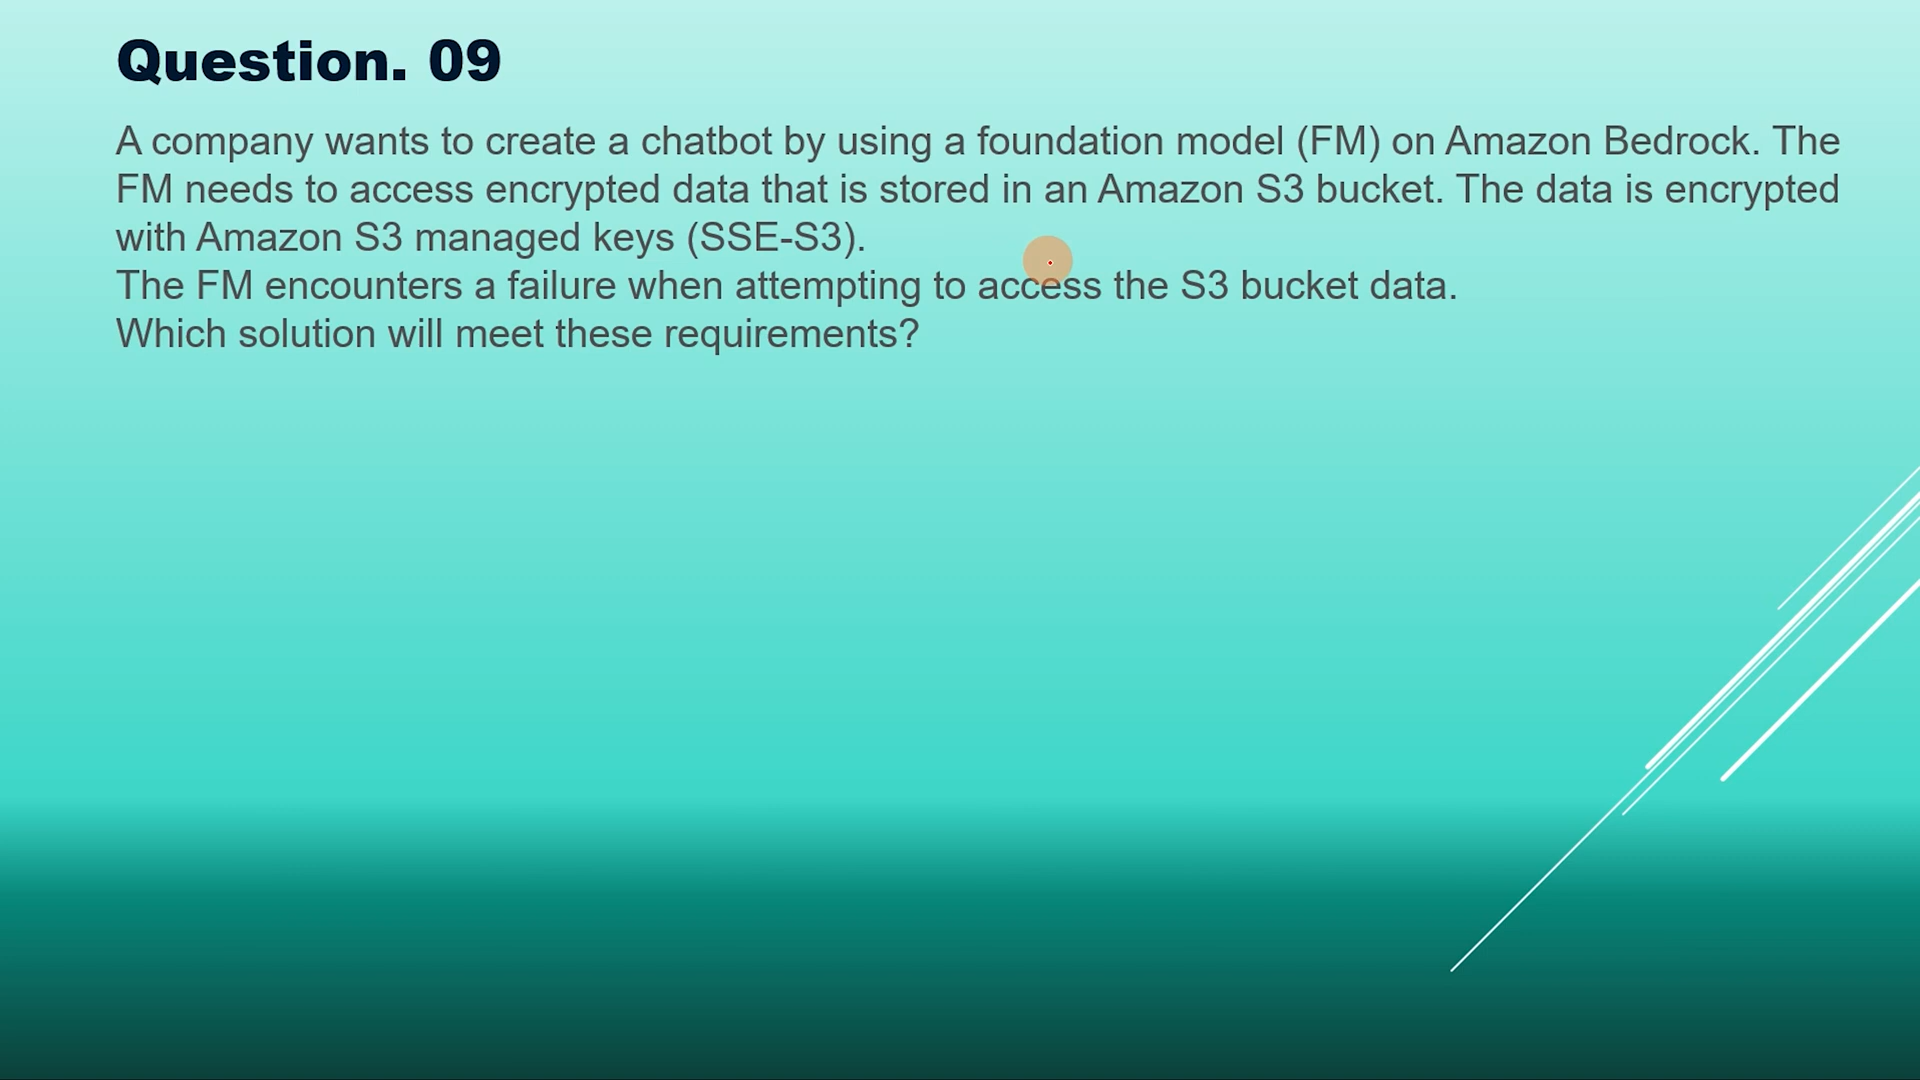 Question. 09
A company wants to create a chatbot by using a foundation model (FM) on Amazon Bedrock. The
FM needs to access encrypted data that is stored in an Amazon S3 bucket. The data is encrypted
with Amazon S3 managed keys (SSE-S3).
The FM encounters a failure when attempting to access the S3 bucket data.
Which solution will meet these requirements?